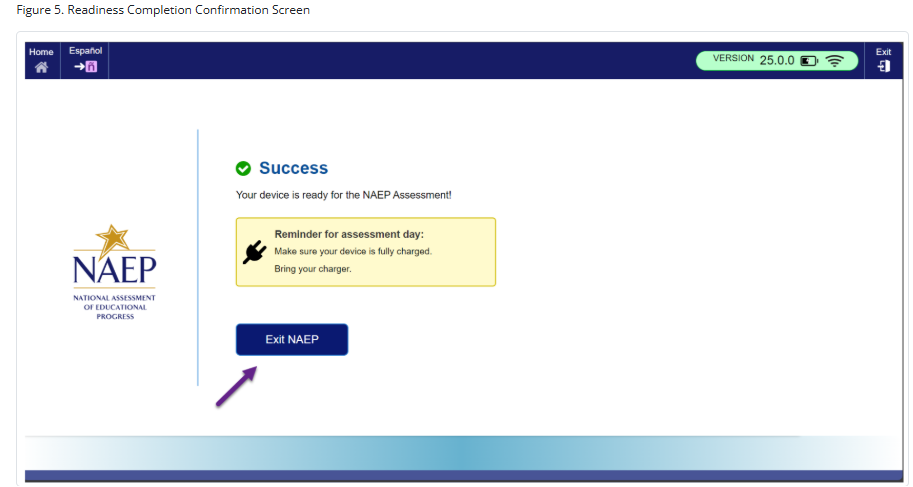 Figure 5. Readiness Completion Confirmation Screen
Home
Español
VERSION 25.0.0
Exit
Success
Your device is ready for the NAEP Assessment!
Reminder for assessment day:
Make sure your device is fully charged.
Bring your charger.
NAEP
NATIONAL ASSESSMENT
OF EDUCATIONAL
PROGRESS
Exit NAEP